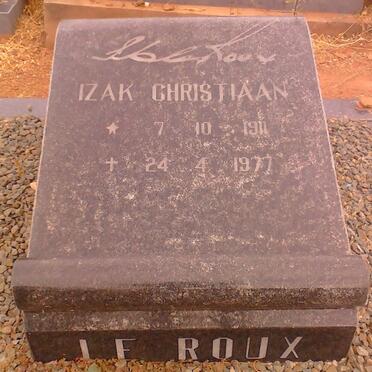 IZAK CHRISTIAAN
★ 7 10 1911
✝ 24 4 1977
LE ROUX